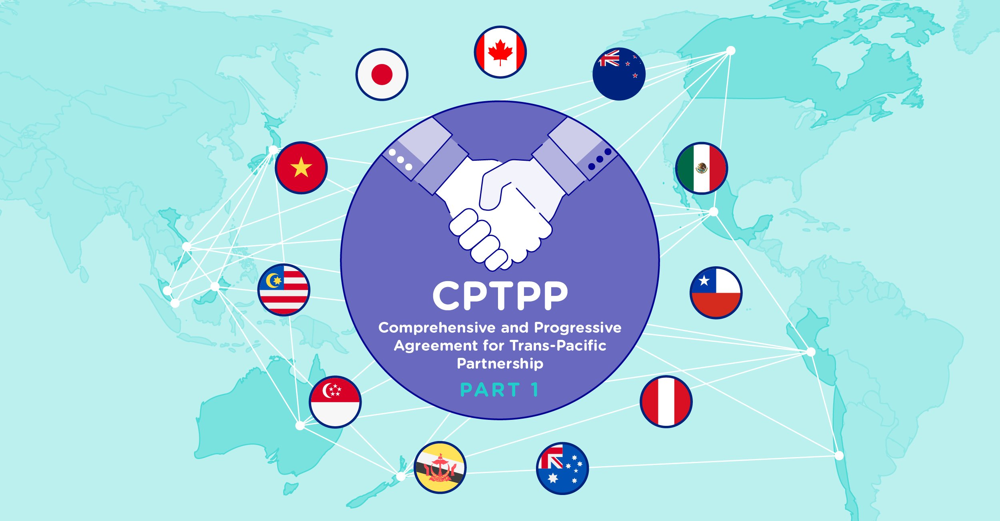 CPTPP
Comprehensive and Progressive
Agreement for Trans-Pacific
Partnership
PART 1